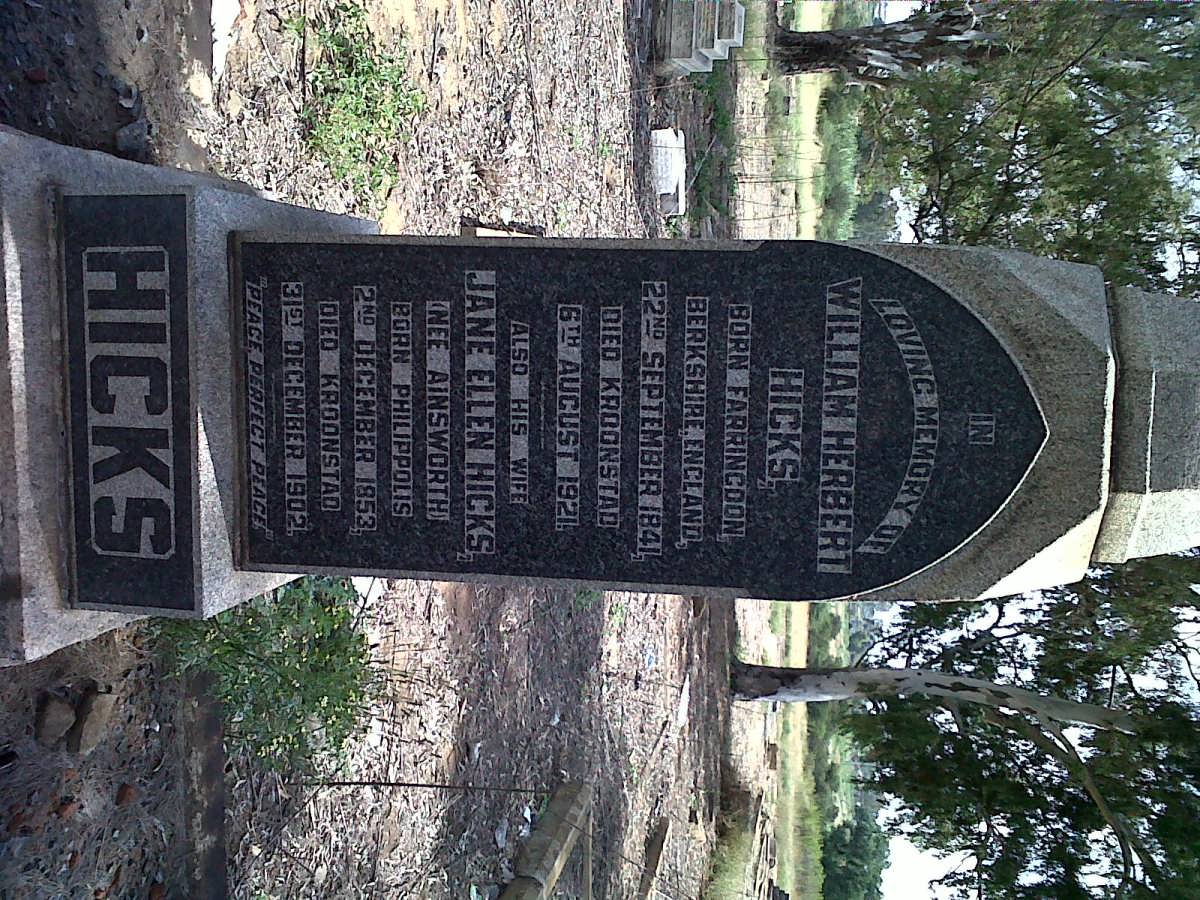 IN
LOVING MEMORY OF
WILLIAM HERBERT
HICKS,
BORN FARRINGDON,
BERKSHIRE, ENGLAND,
22ND SEPTEMBER 1841,
DIED KROONSTAD,
6TH AUGUST 1921.
ALSO HIS WIFE
JANE ELLEN HICKS,
(NEE AINSWORTH)
BORN PHILIPPOLIS
2ND DECEMBER 1853,
DIED KROONSTAD
31ST DECEMBER 1902.
"PEACE PERFECT PEACE."
HICKS